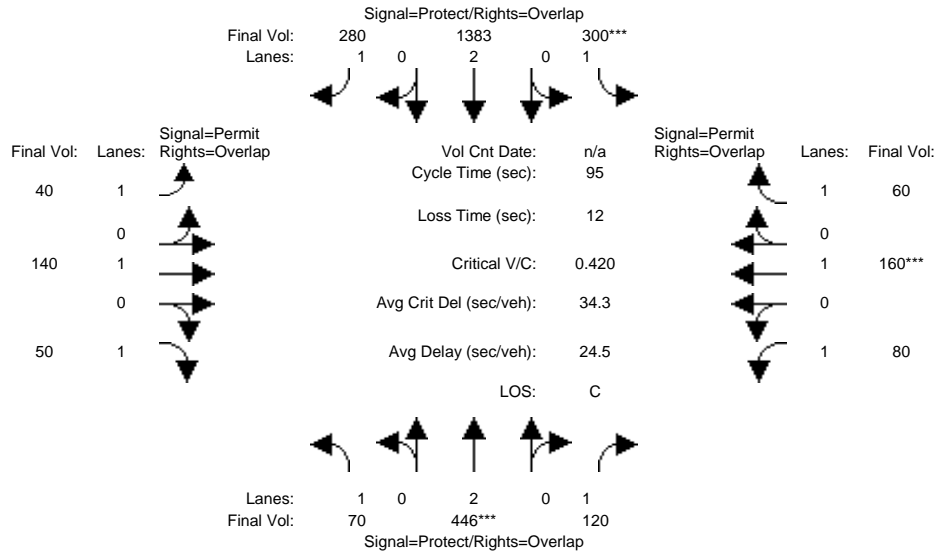 Signal=Protect/Rights=Overlap
Final Vol: 280 1383 300***
Lanes: 1 0 2 0 1
Signal=Permit
Final Vol: Lanes: Rights=Overlap
Vol Cnt Date: n/a
Signal=Permit
Rights=Overlap Lanes: Final Vol:
Cycle Time (sec): 95
40 1
1 60
Loss Time (sec): 12
0
0
140 1
Critical V/C: 0.420
1 160***
0
Avg Crit Del (sec/veh): 34.3
0
50 1
Avg Delay (sec/veh): 24.5
1 80
LOS: C
Lanes: 1 0 2 0 1
Final Vol: 70 446*** 120
Signal=Protect/Rights=Overlap